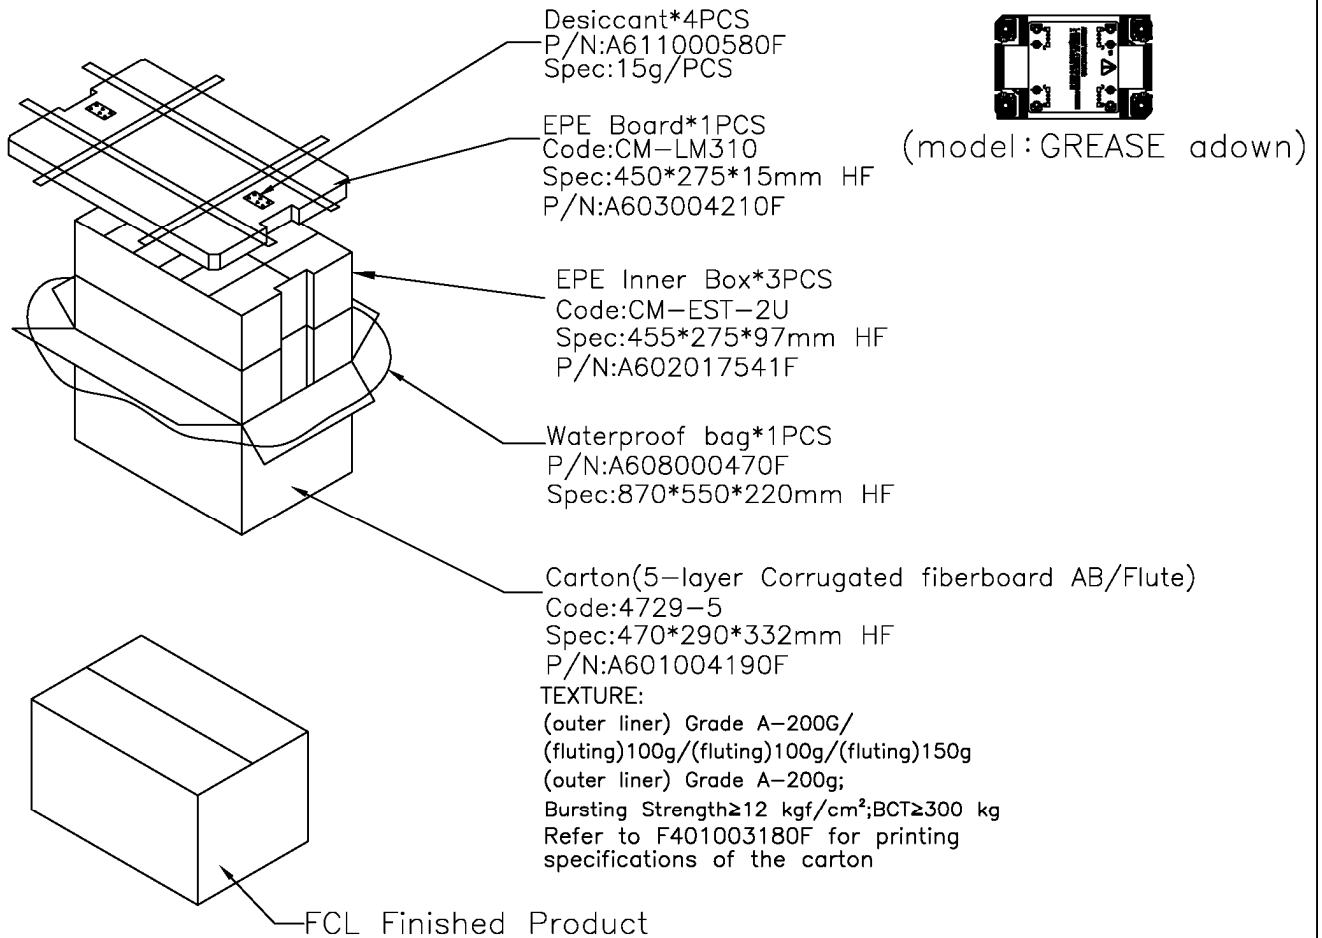 Desiccant*4PCS
P/N:A611000580F
Spec:15g/PCS
(model:GREASE adown)
EPE Board*1PCS
Code:CM-LM310
Spec:450*275*15mm HF
P/N:A603004210F
EPE Inner Box*3PCS
Code:CM-EST-2U
Spec:455*275*97mm HF
P/N:A602017541F
Waterproof bag*1PCS
P/N:A608000470F
Spec:870*550*220mm HF
Carton(5-layer Corrugated fiberboard AB/Flute)
Code:4729-5
Spec:470*290*332mm HF
P/N:A601004190F
TEXTURE:
(outer liner) Grade A-200G/
(fluting)100g/(fluting)100g/(fluting)150g
(outer liner) Grade A-200g;
Bursting Strength≥12 kgf/cm²;BCT≥300 kg
Refer to F401003180F for printing
specifications of the carton
FCL Finished Product